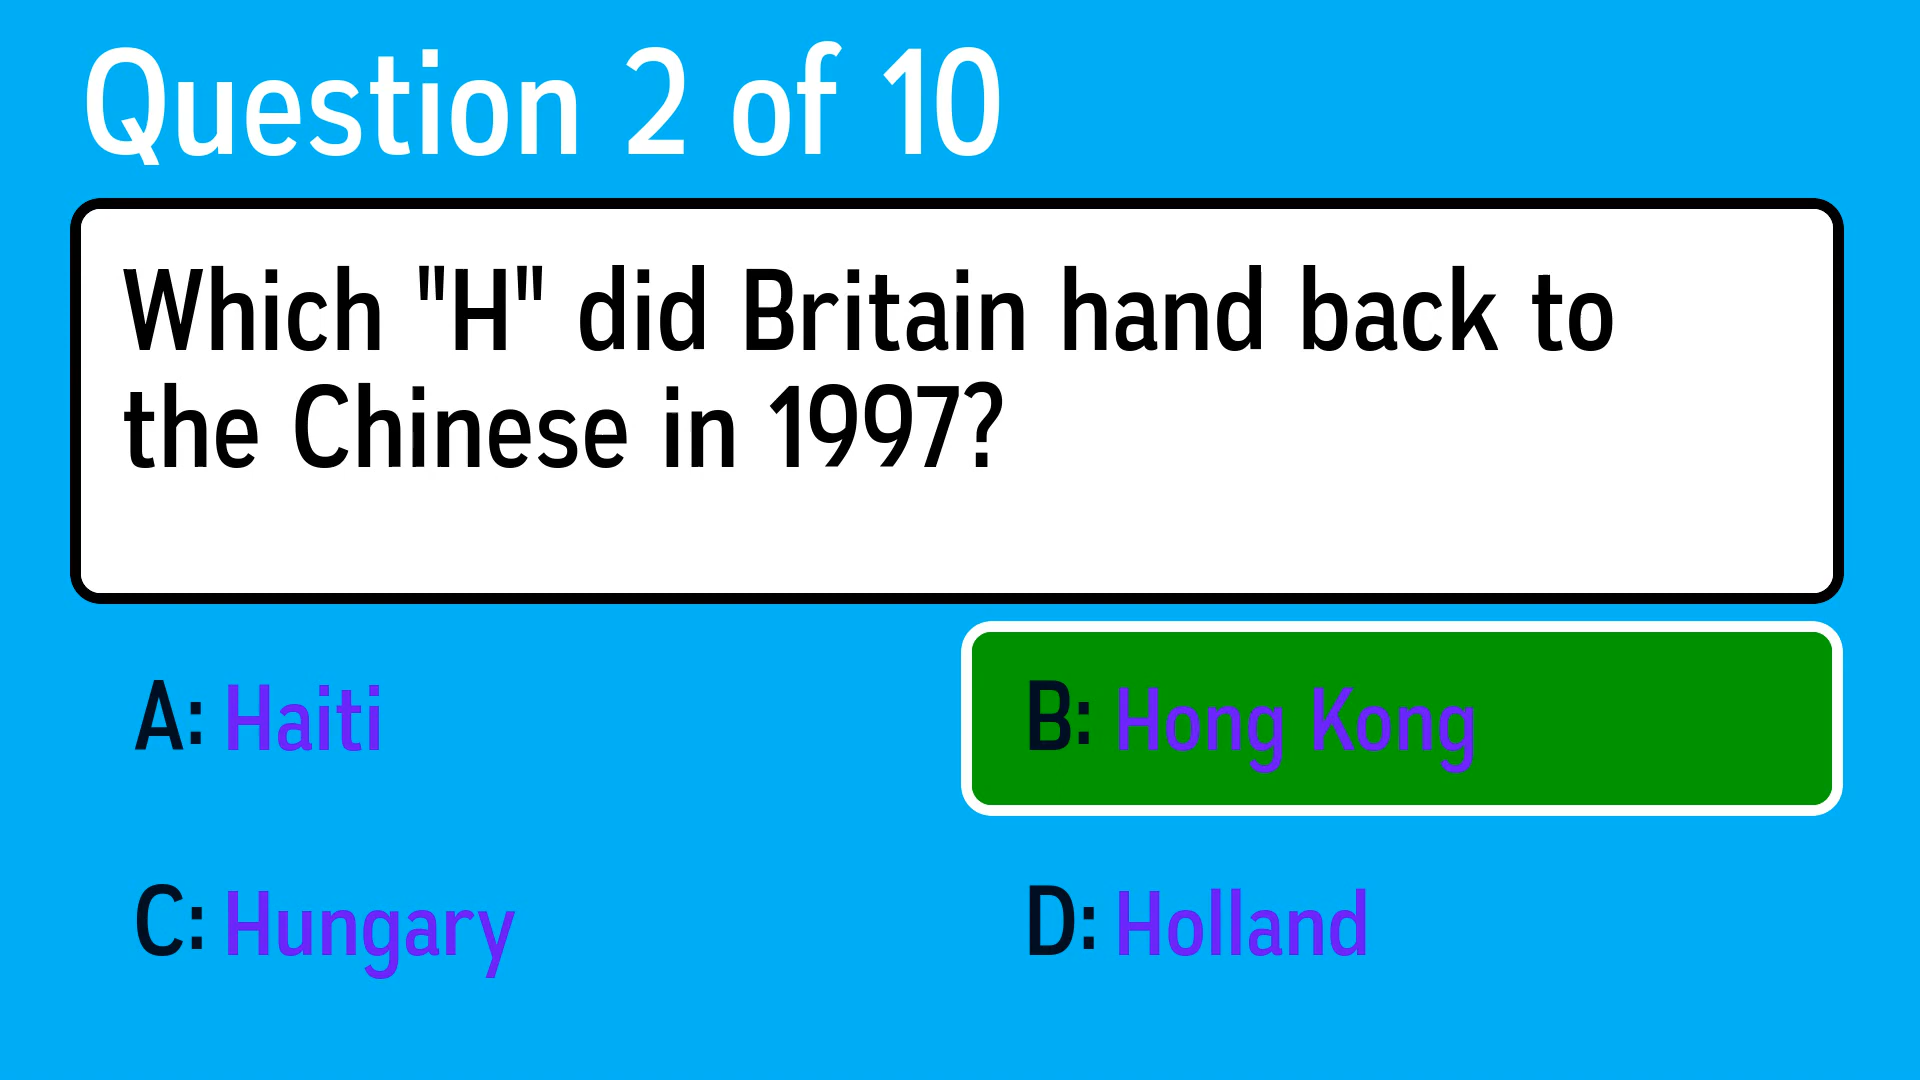 Question 2 of 10
Which "H" did Britain hand back to
the Chinese in 1997?
A: Haiti
B: Hong Kong
C: Hungary
D: Holland